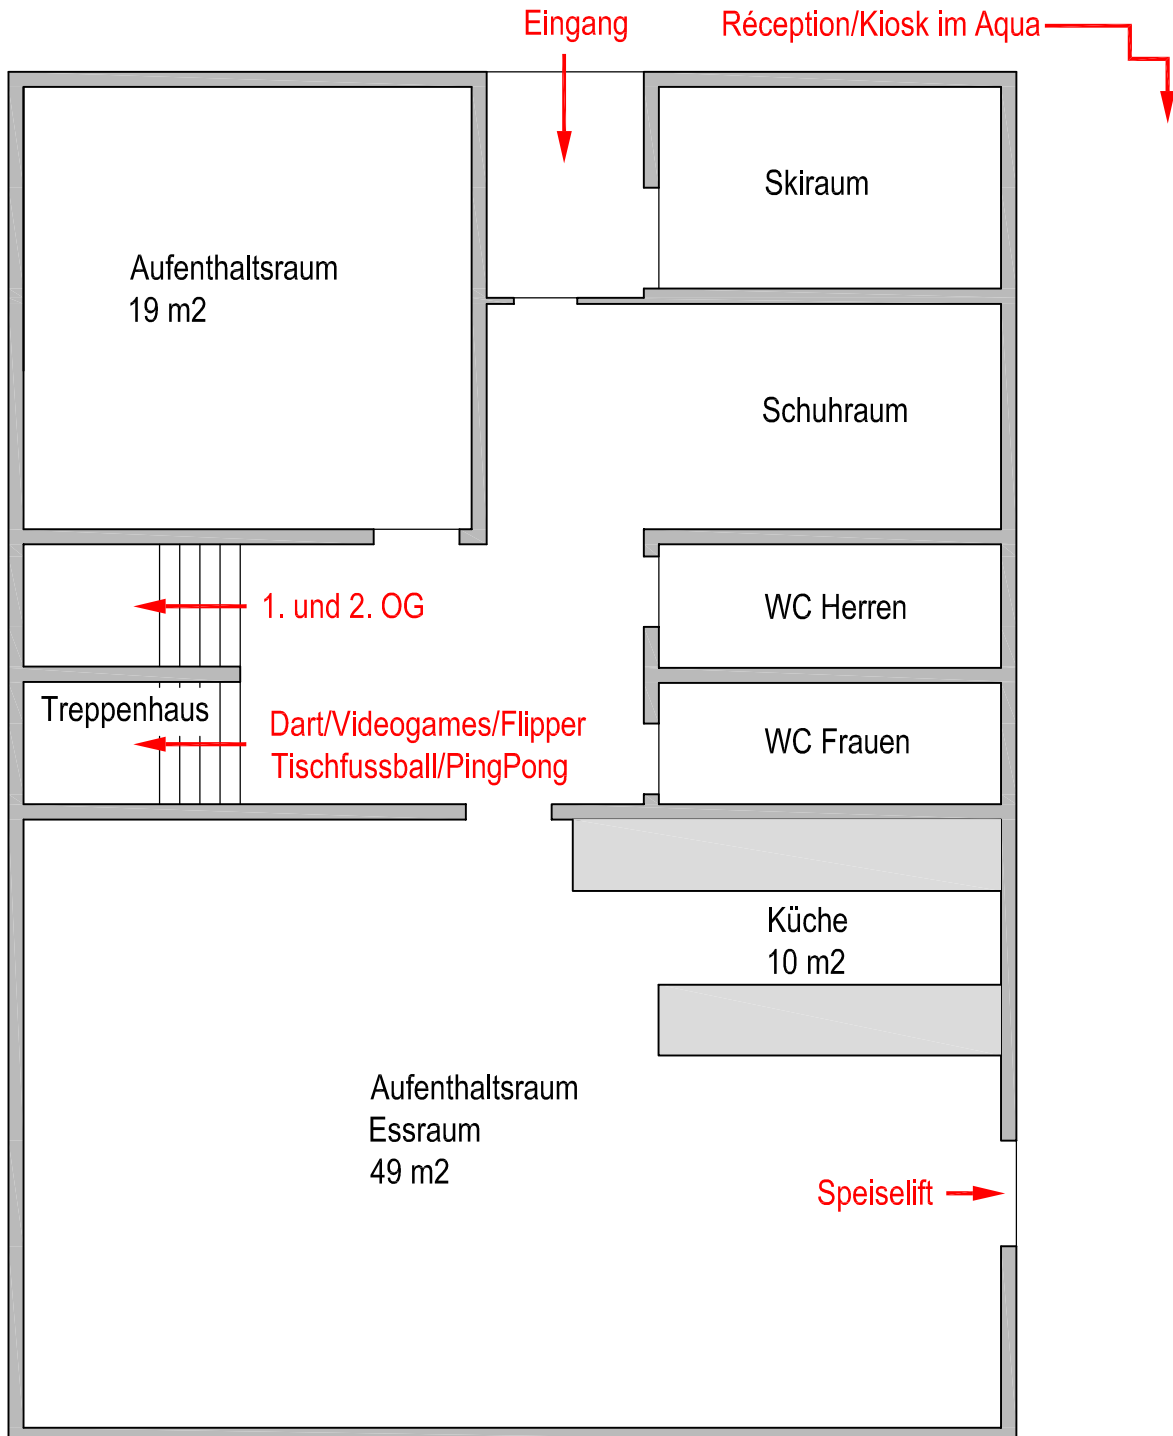 Eingang
Réception/Kiosk im Aqua
Skiraum
Aufenthaltsraum
19 m2
Schuhraum
1. und 2. OG
WC Herren
Treppenhaus
Dart/Videogames/Flipper
Tischfussball/PingPong
WC Frauen
Küche
10 m2
Aufenthaltsraum
Essraum
49 m2
Speiselift